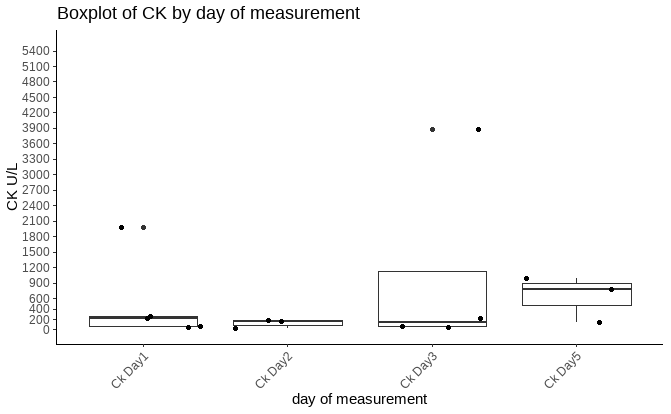 Boxplot of CK by day of measurement
5400
5100
4800
4500
4200
3900
3600
3300
3000
2700
2400
2100
1800
1500
1200
900
600
400
200
0
CK U/L
Ck Day1
Ck Day2
Ck Day3
Ck Day5
day of measurement